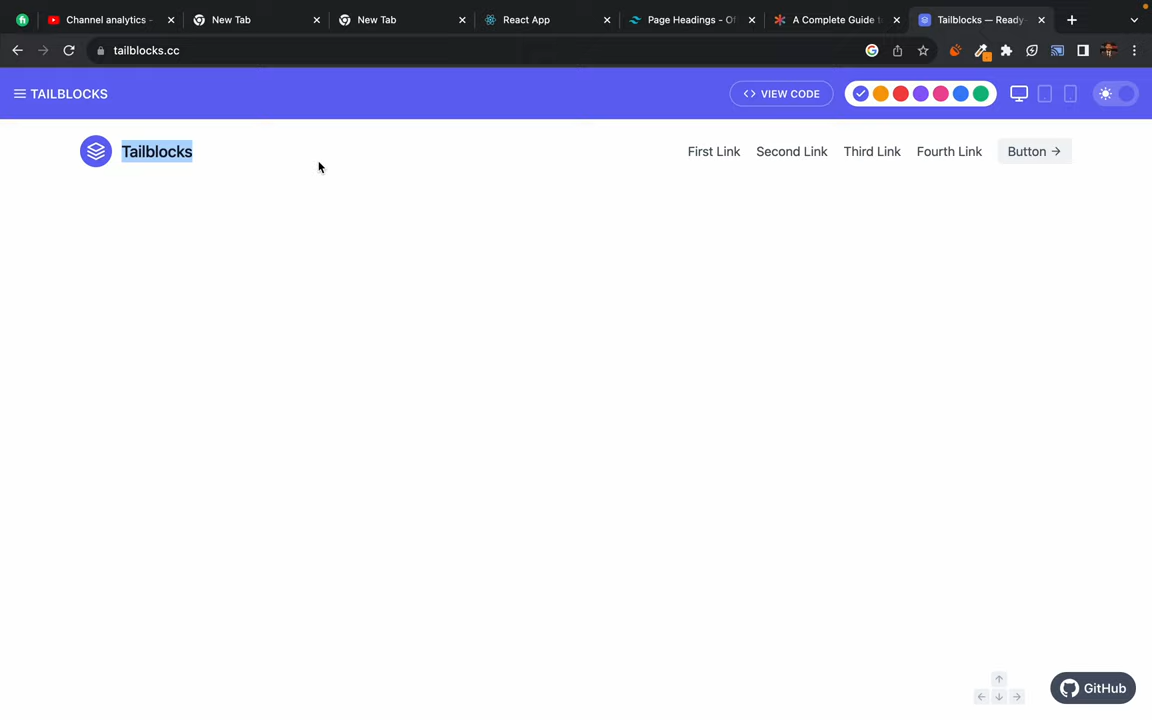 Channel analytics -
New Tab
New Tab
React App
Page Headings - Of
A Complete Guide t
Tailblocks — Ready-
tailblocks.cc
TAILBLOCKS
VIEW CODE
Tailblocks
First Link
Second Link
Third Link
Fourth Link
Button →
GitHub